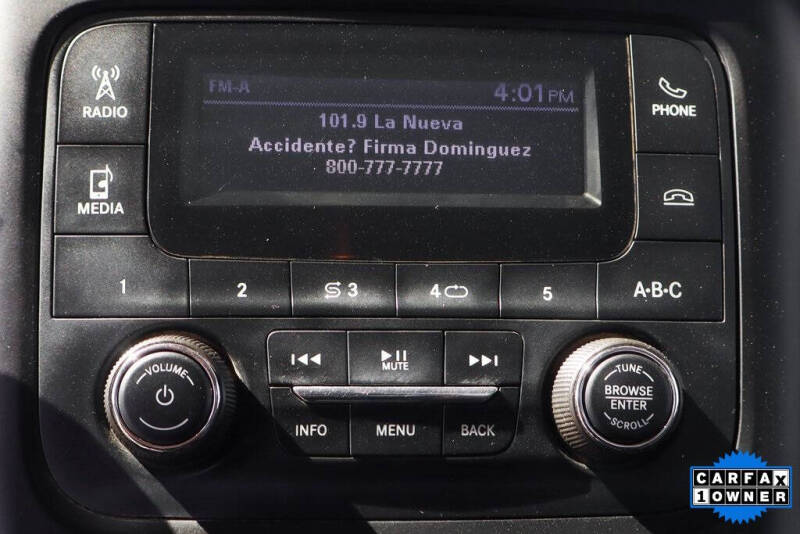 RADIO
FM-A 4:01PM
101.9 La Nueva
Accidente? Firma Dominguez
800-777-7777
PHONE
MEDIA
1 2 3 4 5 A•B•C
VOLUME
MUTE
TUNE
BROWSE
ENTER
SCROLL
INFO MENU BACK
CARFAX
1 OWNER